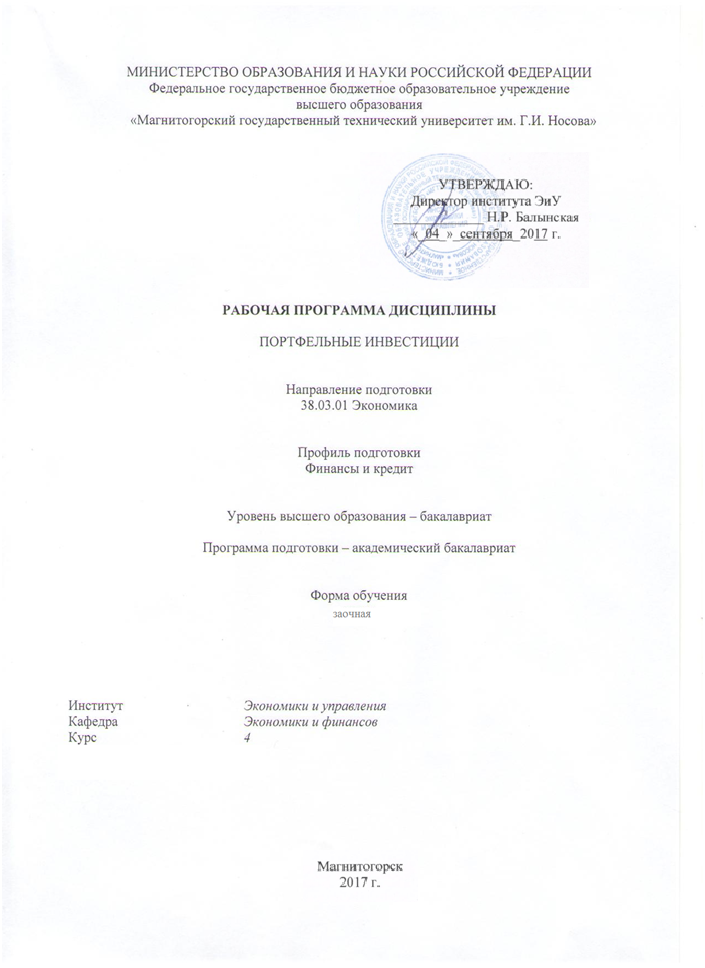 МИНИСТЕРСТВО ОБРАЗОВАНИЯ И НАУКИ РОССИЙСКОЙ ФЕДЕРАЦИИ
Федеральное государственное бюджетное образовательное учреждение
высшего образования
«Магнитогорский государственный технический университет им. Г.И. Носова»
УТВЕРЖДАЮ:
Директор института ЭиУ
Н.Р. Балынская
« 04 » сентября 2017 г.
РАБОЧАЯ ПРОГРАММА ДИСЦИПЛИНЫ
ПОРТФЕЛЬНЫЕ ИНВЕСТИЦИИ
Направление подготовки
38.03.01 Экономика
Профиль подготовки
Финансы и кредит
Уровень высшего образования – бакалавриат
Программа подготовки – академический бакалавриат
Форма обучения
заочная
Институт Экономики и управления
Кафедра Экономики и финансов
Курс 4
Магнитогорск
2017 г.